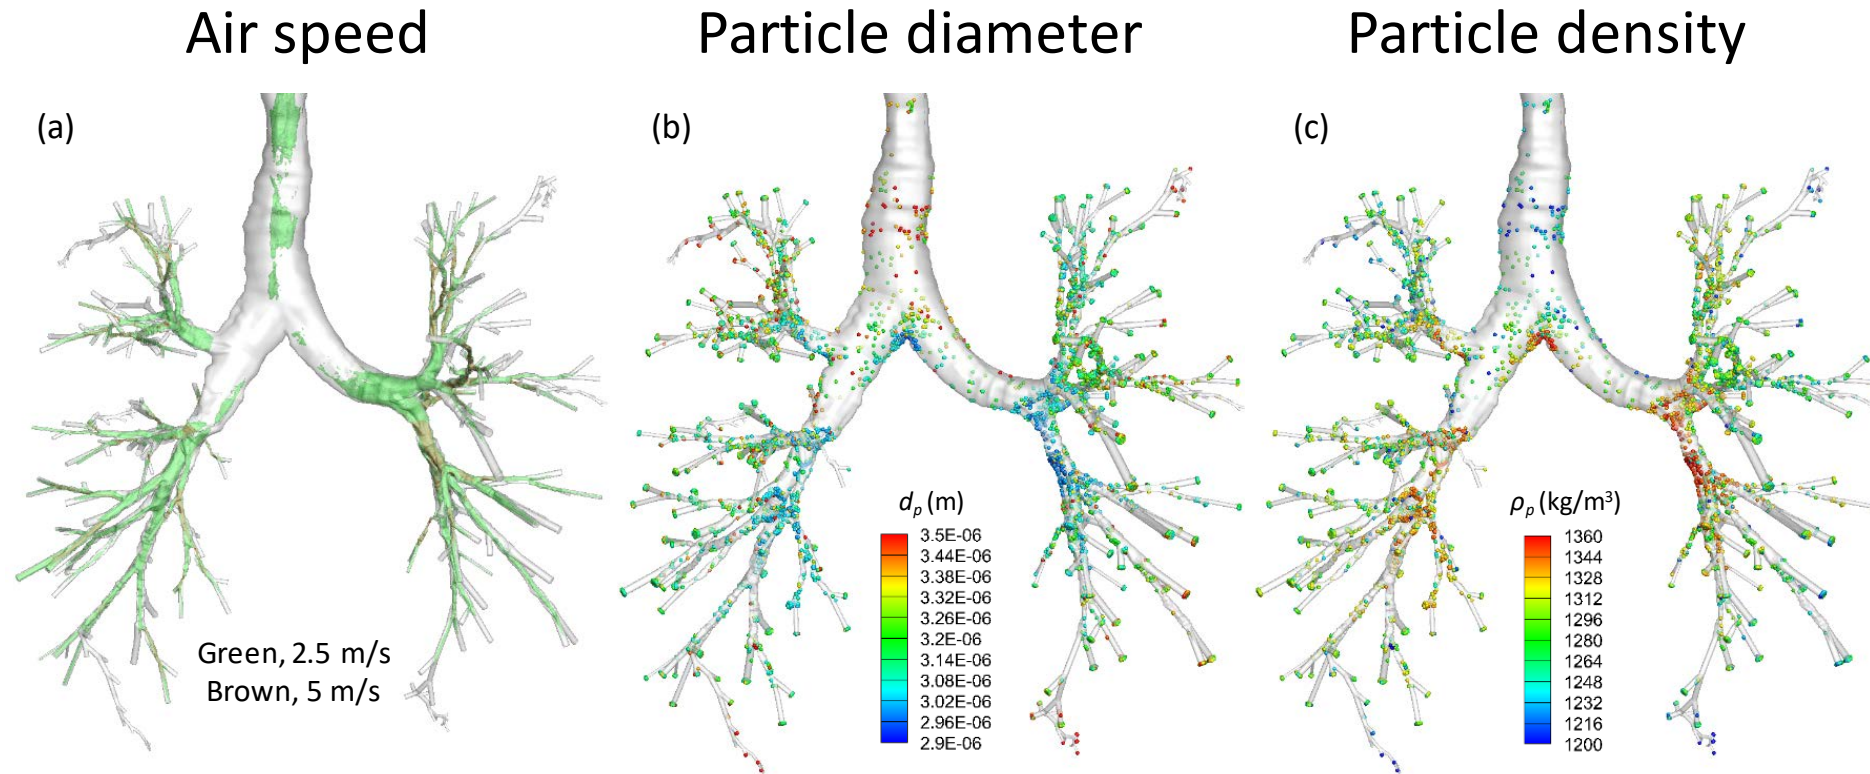 Air speed
Particle diameter
Particle density
(a)
(b)
(c)
Green, 2.5 m/s
Brown, 5 m/s
dₚ (m)
3.5E-06
3.44E-06
3.38E-06
3.32E-06
3.26E-06
3.2E-06
3.14E-06
3.08E-06
3.02E-06
2.96E-06
2.9E-06
ρₚ (kg/m³)
1360
1344
1328
1312
1296
1280
1264
1248
1232
1216
1200